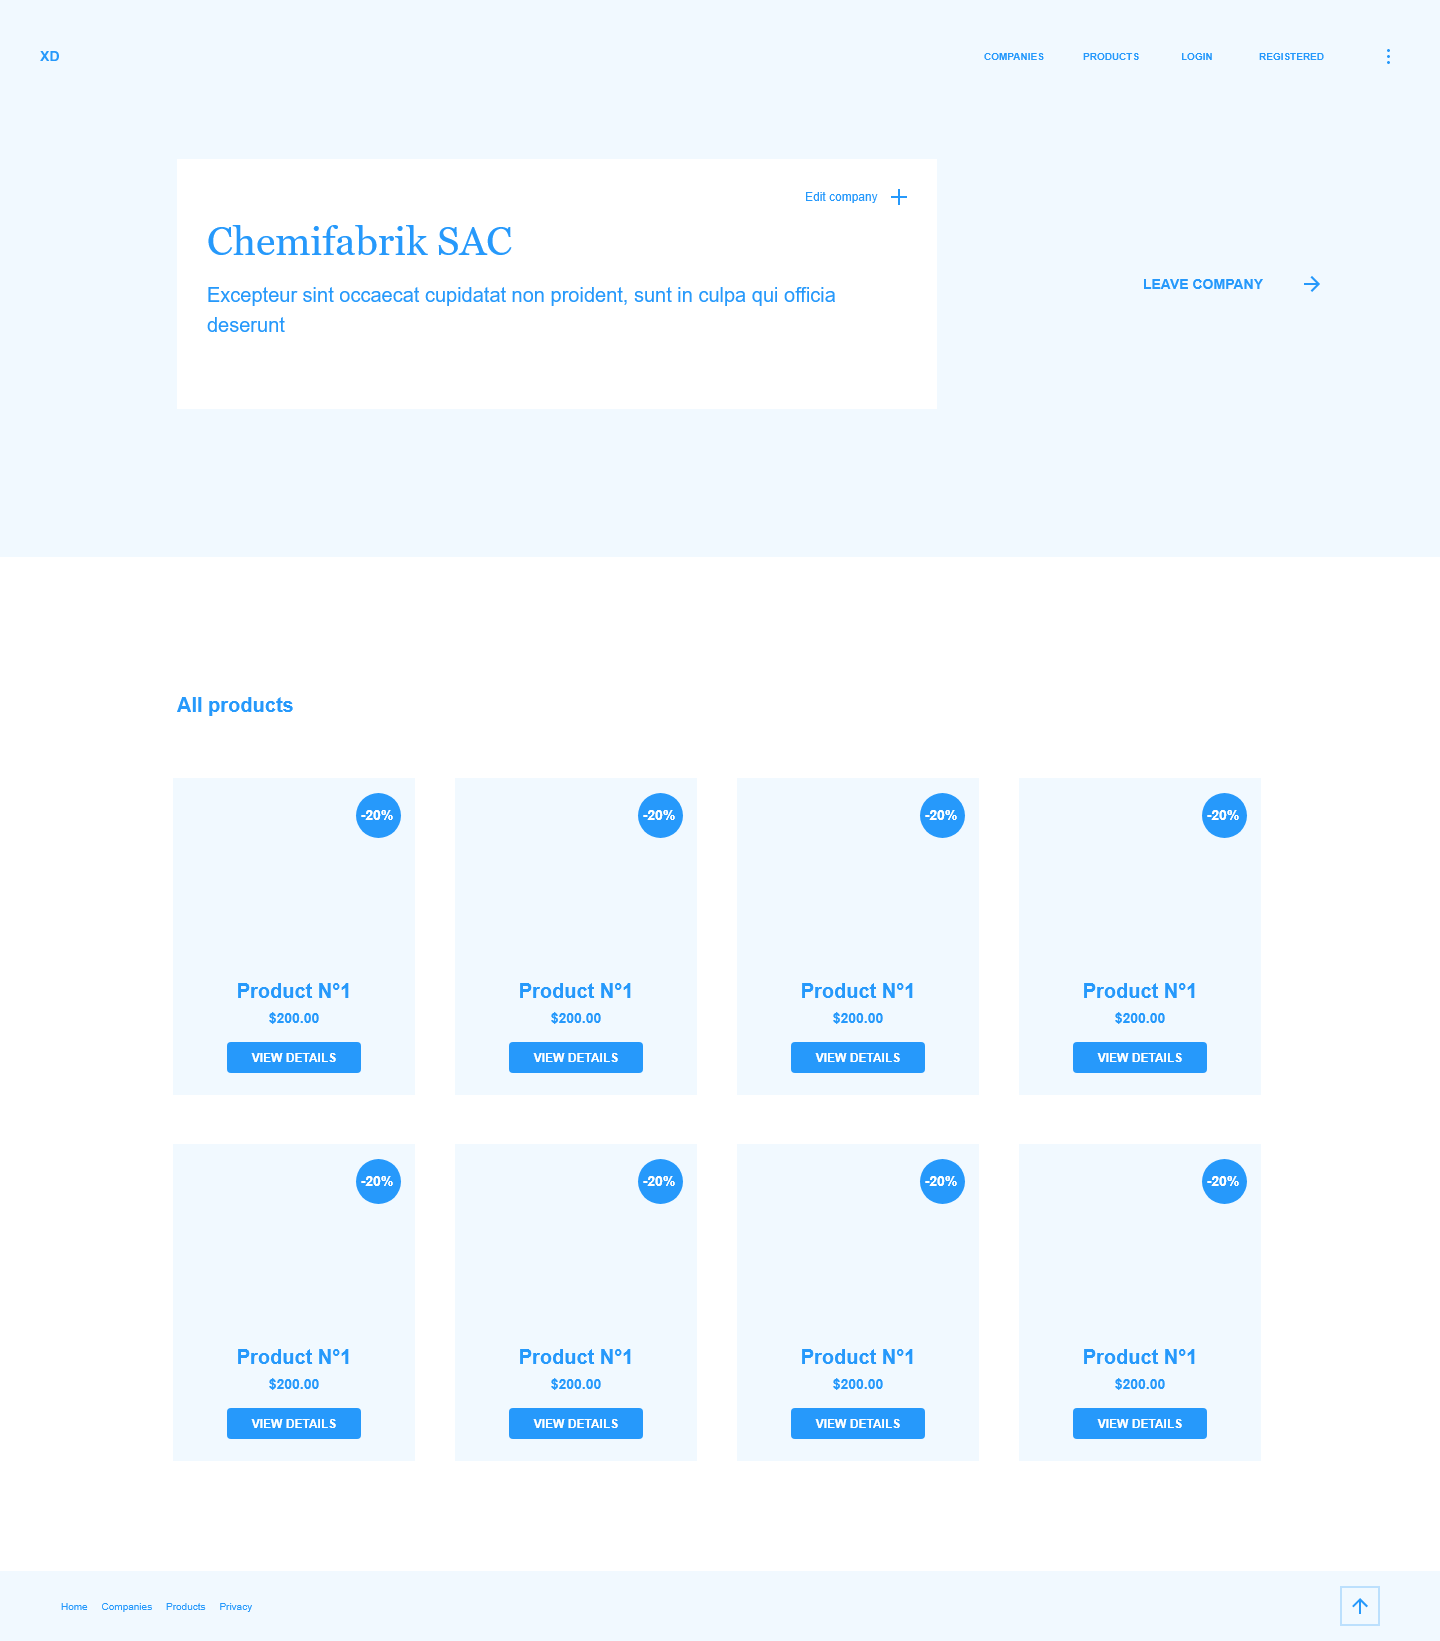 XD
COMPANIES
PRODUCTS
LOGIN
REGISTERED
Edit company
Chemifabrik SAC
Excepteur sint occaecat cupidatat non proident, sunt in culpa qui officia
deserunt
LEAVE COMPANY
All products
-20%
-20%
-20%
-20%
Product N°1
Product N°1
Product N°1
Product N°1
$200.00
$200.00
$200.00
$200.00
VIEW DETAILS
VIEW DETAILS
VIEW DETAILS
VIEW DETAILS
-20%
-20%
-20%
-20%
Product N°1
Product N°1
Product N°1
Product N°1
$200.00
$200.00
$200.00
$200.00
VIEW DETAILS
VIEW DETAILS
VIEW DETAILS
VIEW DETAILS
Home
Companies
Products
Privacy